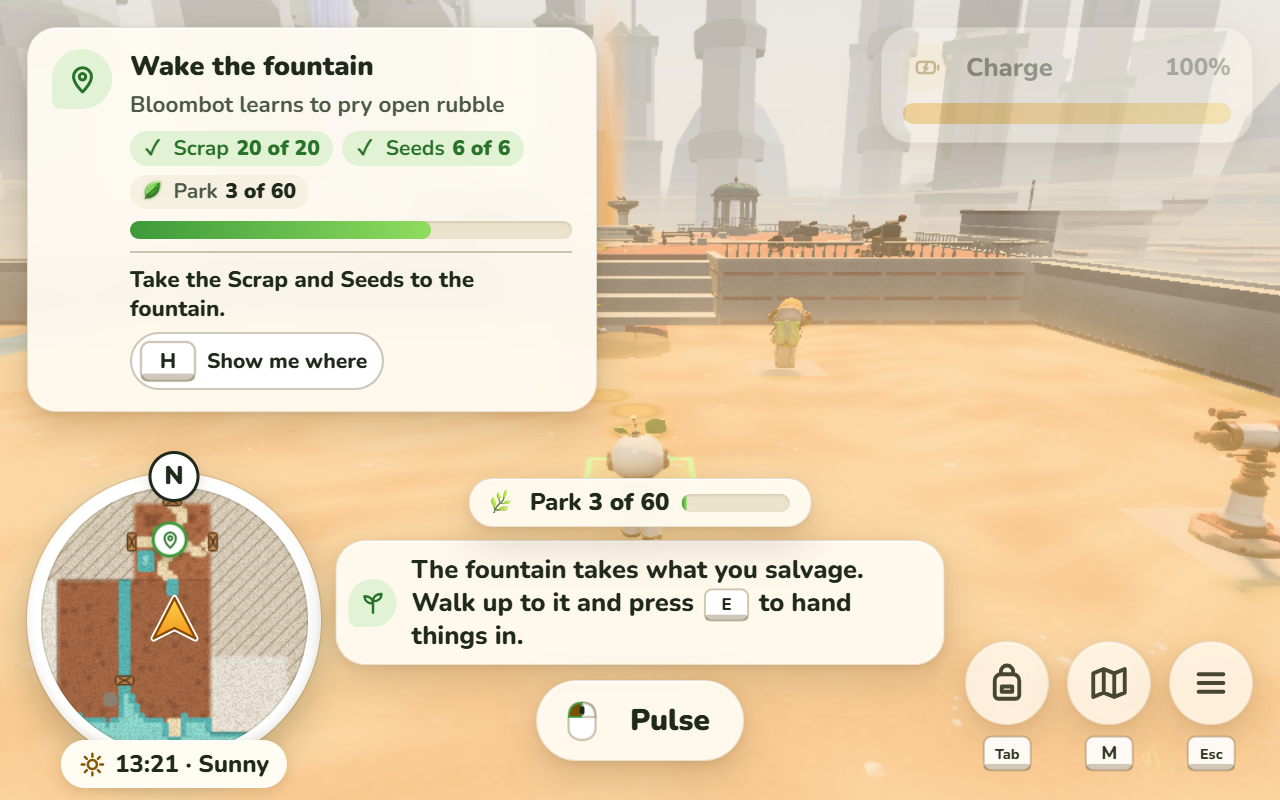 Wake the fountain
Bloombot learns to pry open rubble
Scrap 20 of 20
Seeds 6 of 6
Park 3 of 60
Take the Scrap and Seeds to the
fountain.
H Show me where
Charge 100%
N
Park 3 of 60
The fountain takes what you salvage.
Walk up to it and press E to hand
things in.
Pulse
13:21 · Sunny
Tab
M
Esc